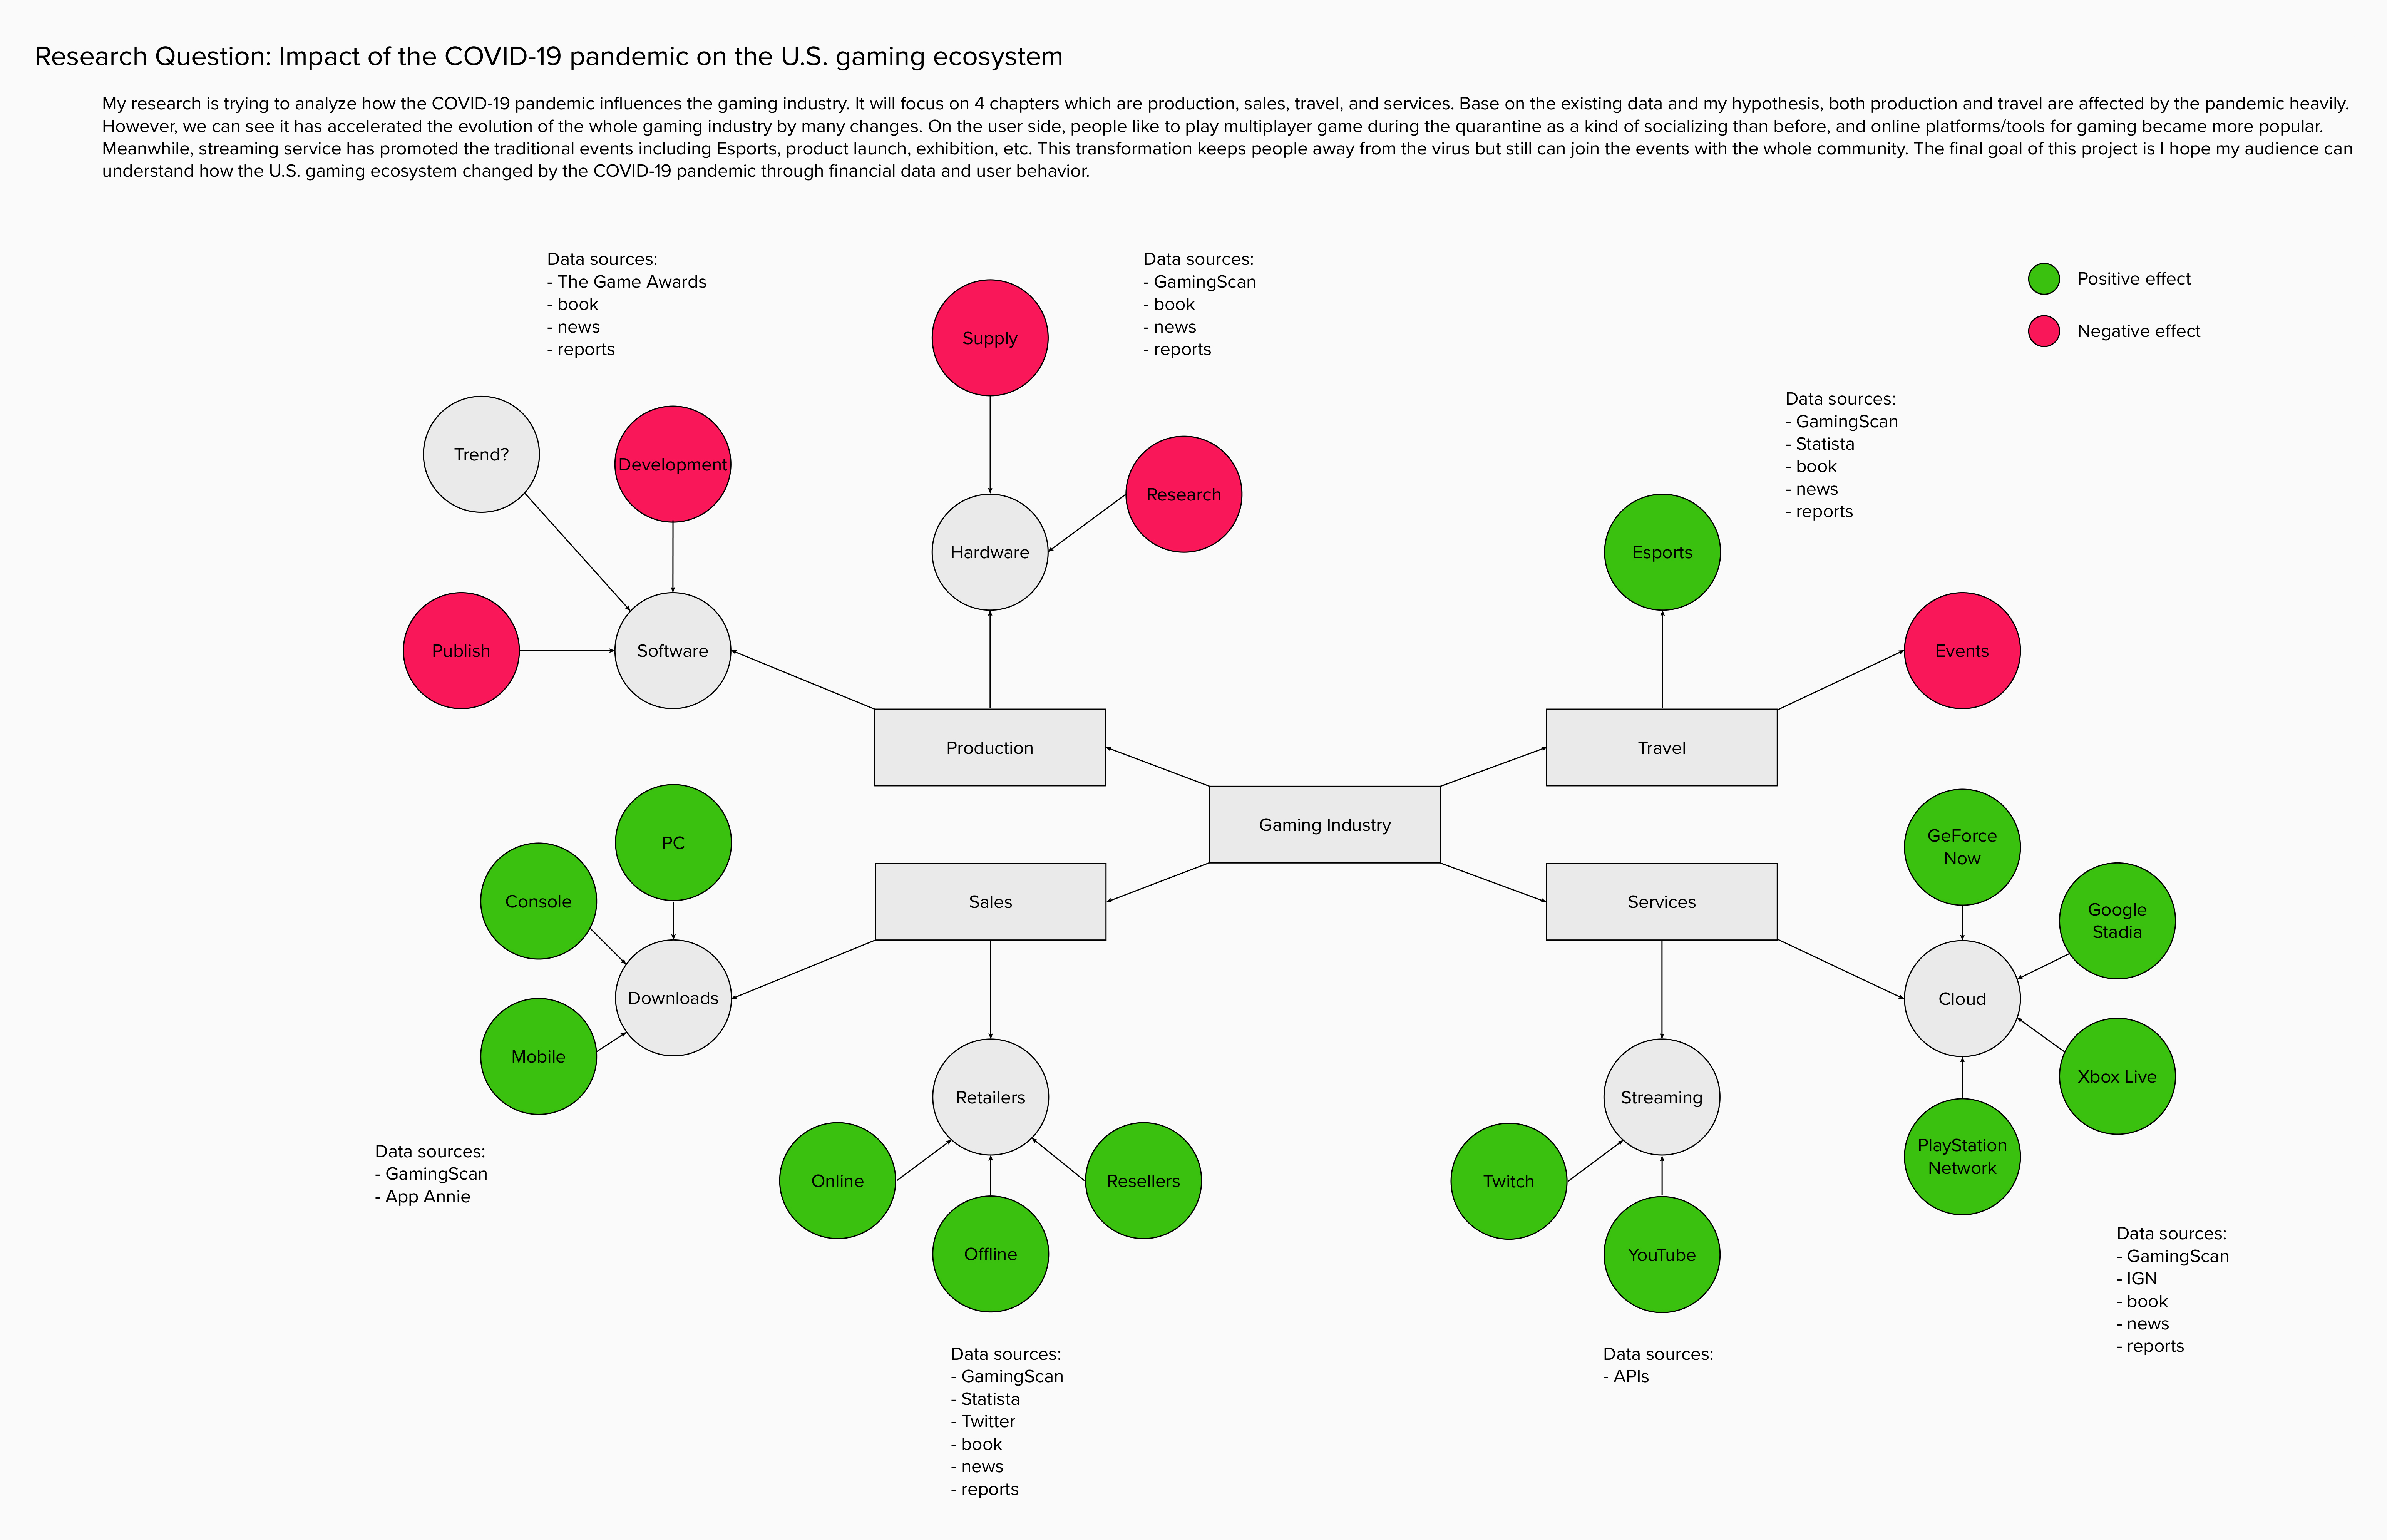 Research Question: Impact of the COVID-19 pandemic on the U.S. gaming ecosystem
My research is trying to analyze how the COVID-19 pandemic influences the gaming industry. It will focus on 4 chapters which are production, sales, travel, and services. Base on the existing data and my hypothesis, both production and travel are affected by the pandemic heavily.
However, we can see it has accelerated the evolution of the whole gaming industry by many changes. On the user side, people like to play multiplayer game during the quarantine as a kind of socializing than before, and online platforms/tools for gaming became more popular.
Meanwhile, streaming service has promoted the traditional events including Esports, product launch, exhibition, etc. This transformation keeps people away from the virus but still can join the events with the whole community. The final goal of this project is I hope my audience can
understand how the U.S. gaming ecosystem changed by the COVID-19 pandemic through financial data and user behavior.
Data sources:
- The Game Awards
- book
- news
- reports
Data sources:
- GamingScan
- book
- news
- reports
Positive effect
Negative effect
Supply
Trend?
Development
Research
Hardware
Publish
Software
Production
Data sources:
- GamingScan
- Statista
- book
- news
- reports
Esports
Events
Travel
Gaming Industry
PC
Console
Sales
Downloads
Mobile
Data sources:
- GamingScan
- App Annie
Retailers
Online
Resellers
Offline
Data sources:
- GamingScan
- Statista
- Twitter
- book
- news
- reports
Services
GeForce
Now
Google
Stadia
Cloud
Xbox Live
PlayStation
Network
Streaming
Twitch
YouTube
Data sources:
- APIs
Data sources:
- GamingScan
- IGN
- book
- news
- reports